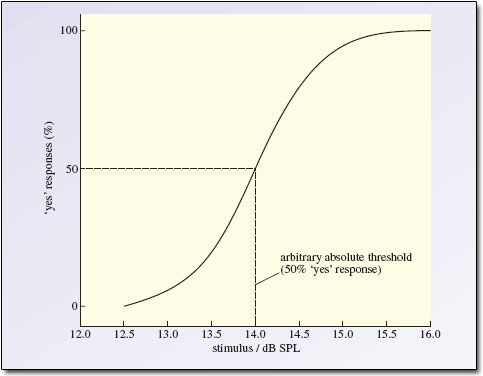 100
50
0
'yes' responses (%)
arbitrary absolute threshold
(50% 'yes' response)
12.0 12.5 13.0 13.5 14.0 14.5 15.0 15.5 16.0
stimulus / dB SPL